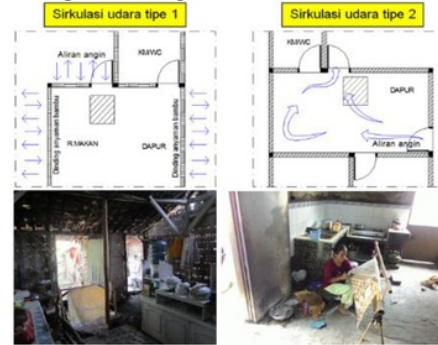 Sirkulasi udara tipe 1
Sirkulasi udara tipe 2
Aliran angin
KM/WC
Dinding anyaman bambu
R.MAKAN
DAPUR
Dinding anyaman bambu
KM/WC
DAPUR
Aliran angin